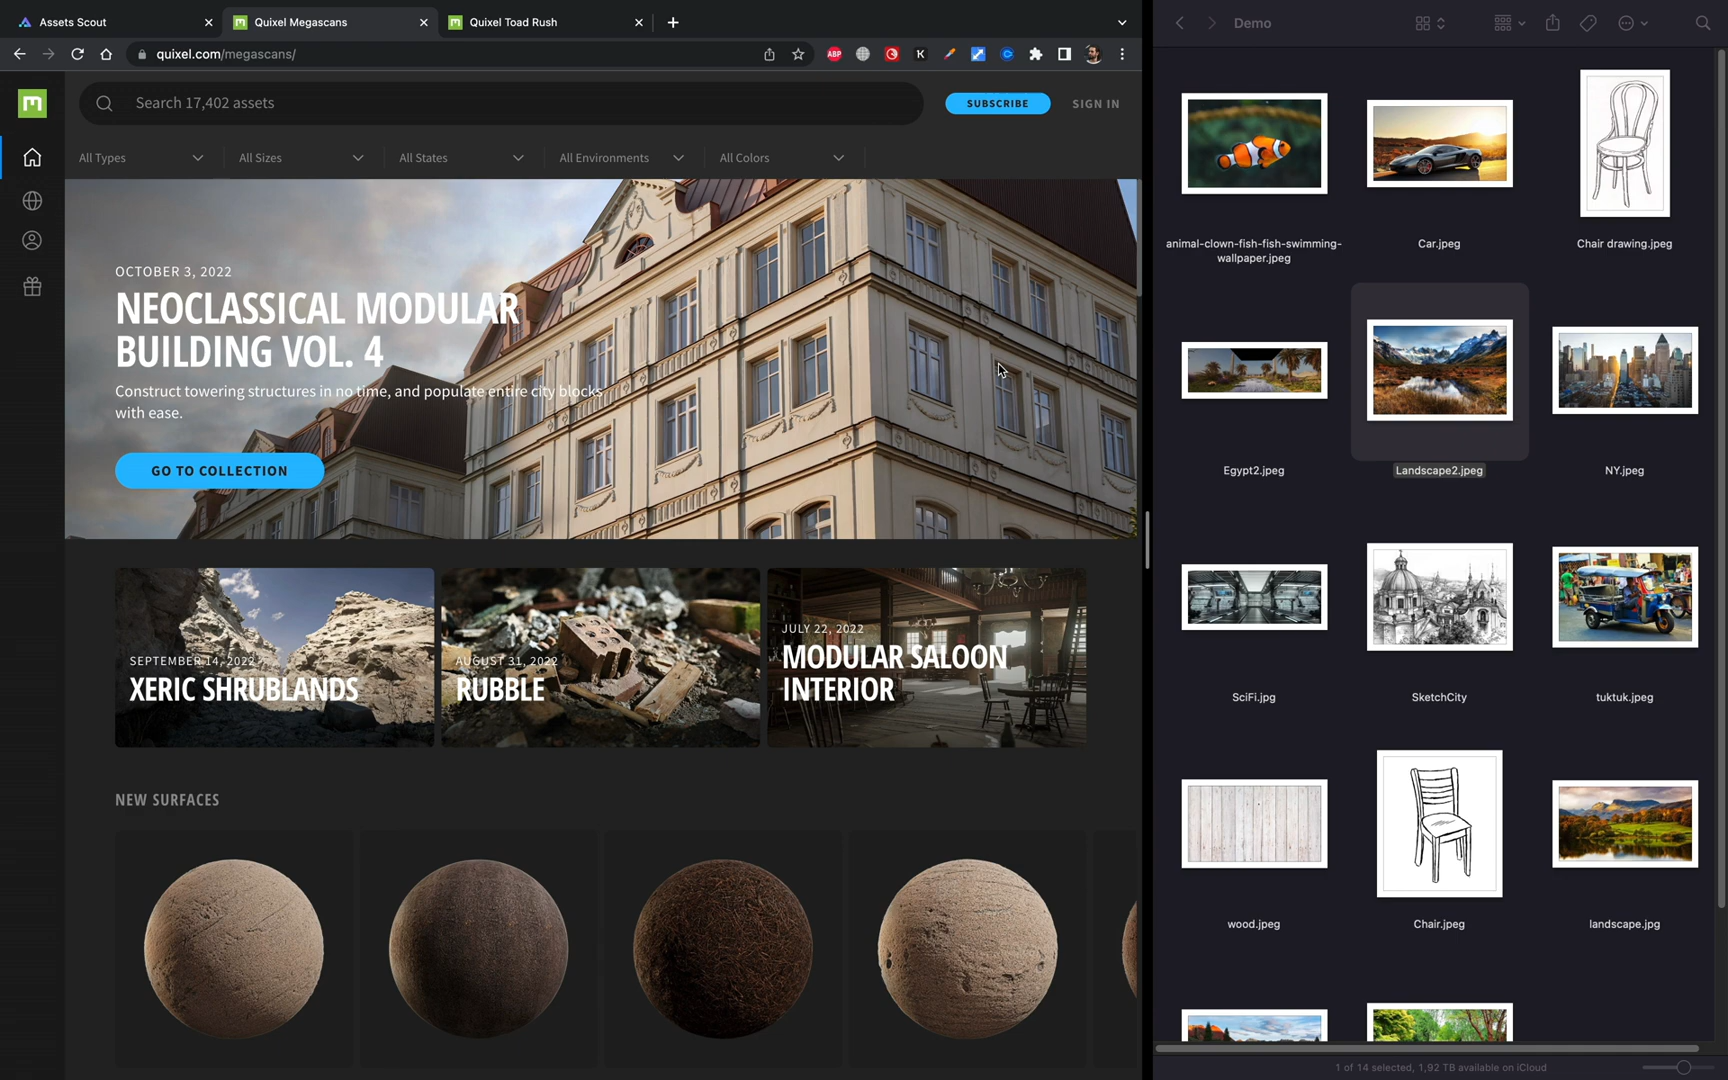 Assets Scout
Quixel Megascans
Quixel Toad Rush
quixel.com/megascans/
ABP
K
Search 17,402 assets
SUBSCRIBE
SIGN IN
All Types
All Sizes
All States
All Environments
All Colors
OCTOBER 3, 2022
NEOCLASSICAL MODULAR
BUILDING VOL. 4
Construct towering structures in no time, and populate entire city blocks
with ease.
GO TO COLLECTION
SEPTEMBER 14, 2022
XERIC SHRUBLANDS
AUGUST 31, 2022
RUBBLE
JULY 22, 2022
MODULAR SALOON
INTERIOR
NEW SURFACES
Demo
animal-clown-fish-fish-swimming-
wallpaper.jpeg
Car.jpeg
Chair drawing.jpeg
Egypt2.jpeg
Landscape2.jpeg
NY.jpeg
SciFi.jpg
SketchCity
tuktuk.jpeg
wood.jpeg
Chair.jpeg
landscape.jpg
1 of 14 selected, 1,92 TB available on iCloud